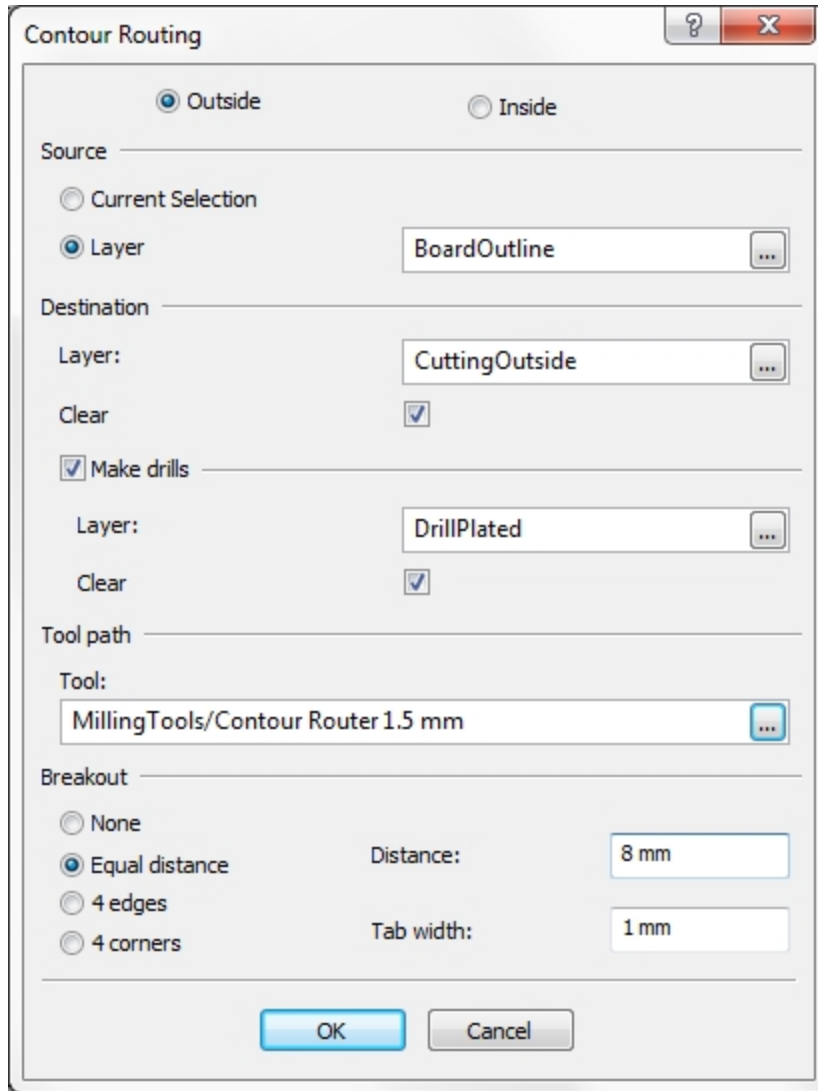 Contour Routing
?
Outside
Inside
Source
Current Selection
Layer
BoardOutline
...
Destination
Layer:
CuttingOutside
...
Clear
Make drills
Layer:
DrillPlated
...
Clear
Tool path
Tool:
MillingTools/Contour Router 1.5 mm
...
Breakout
None
Equal distance
Distance:
8 mm
4 edges
4 corners
Tab width:
1 mm
OK
Cancel